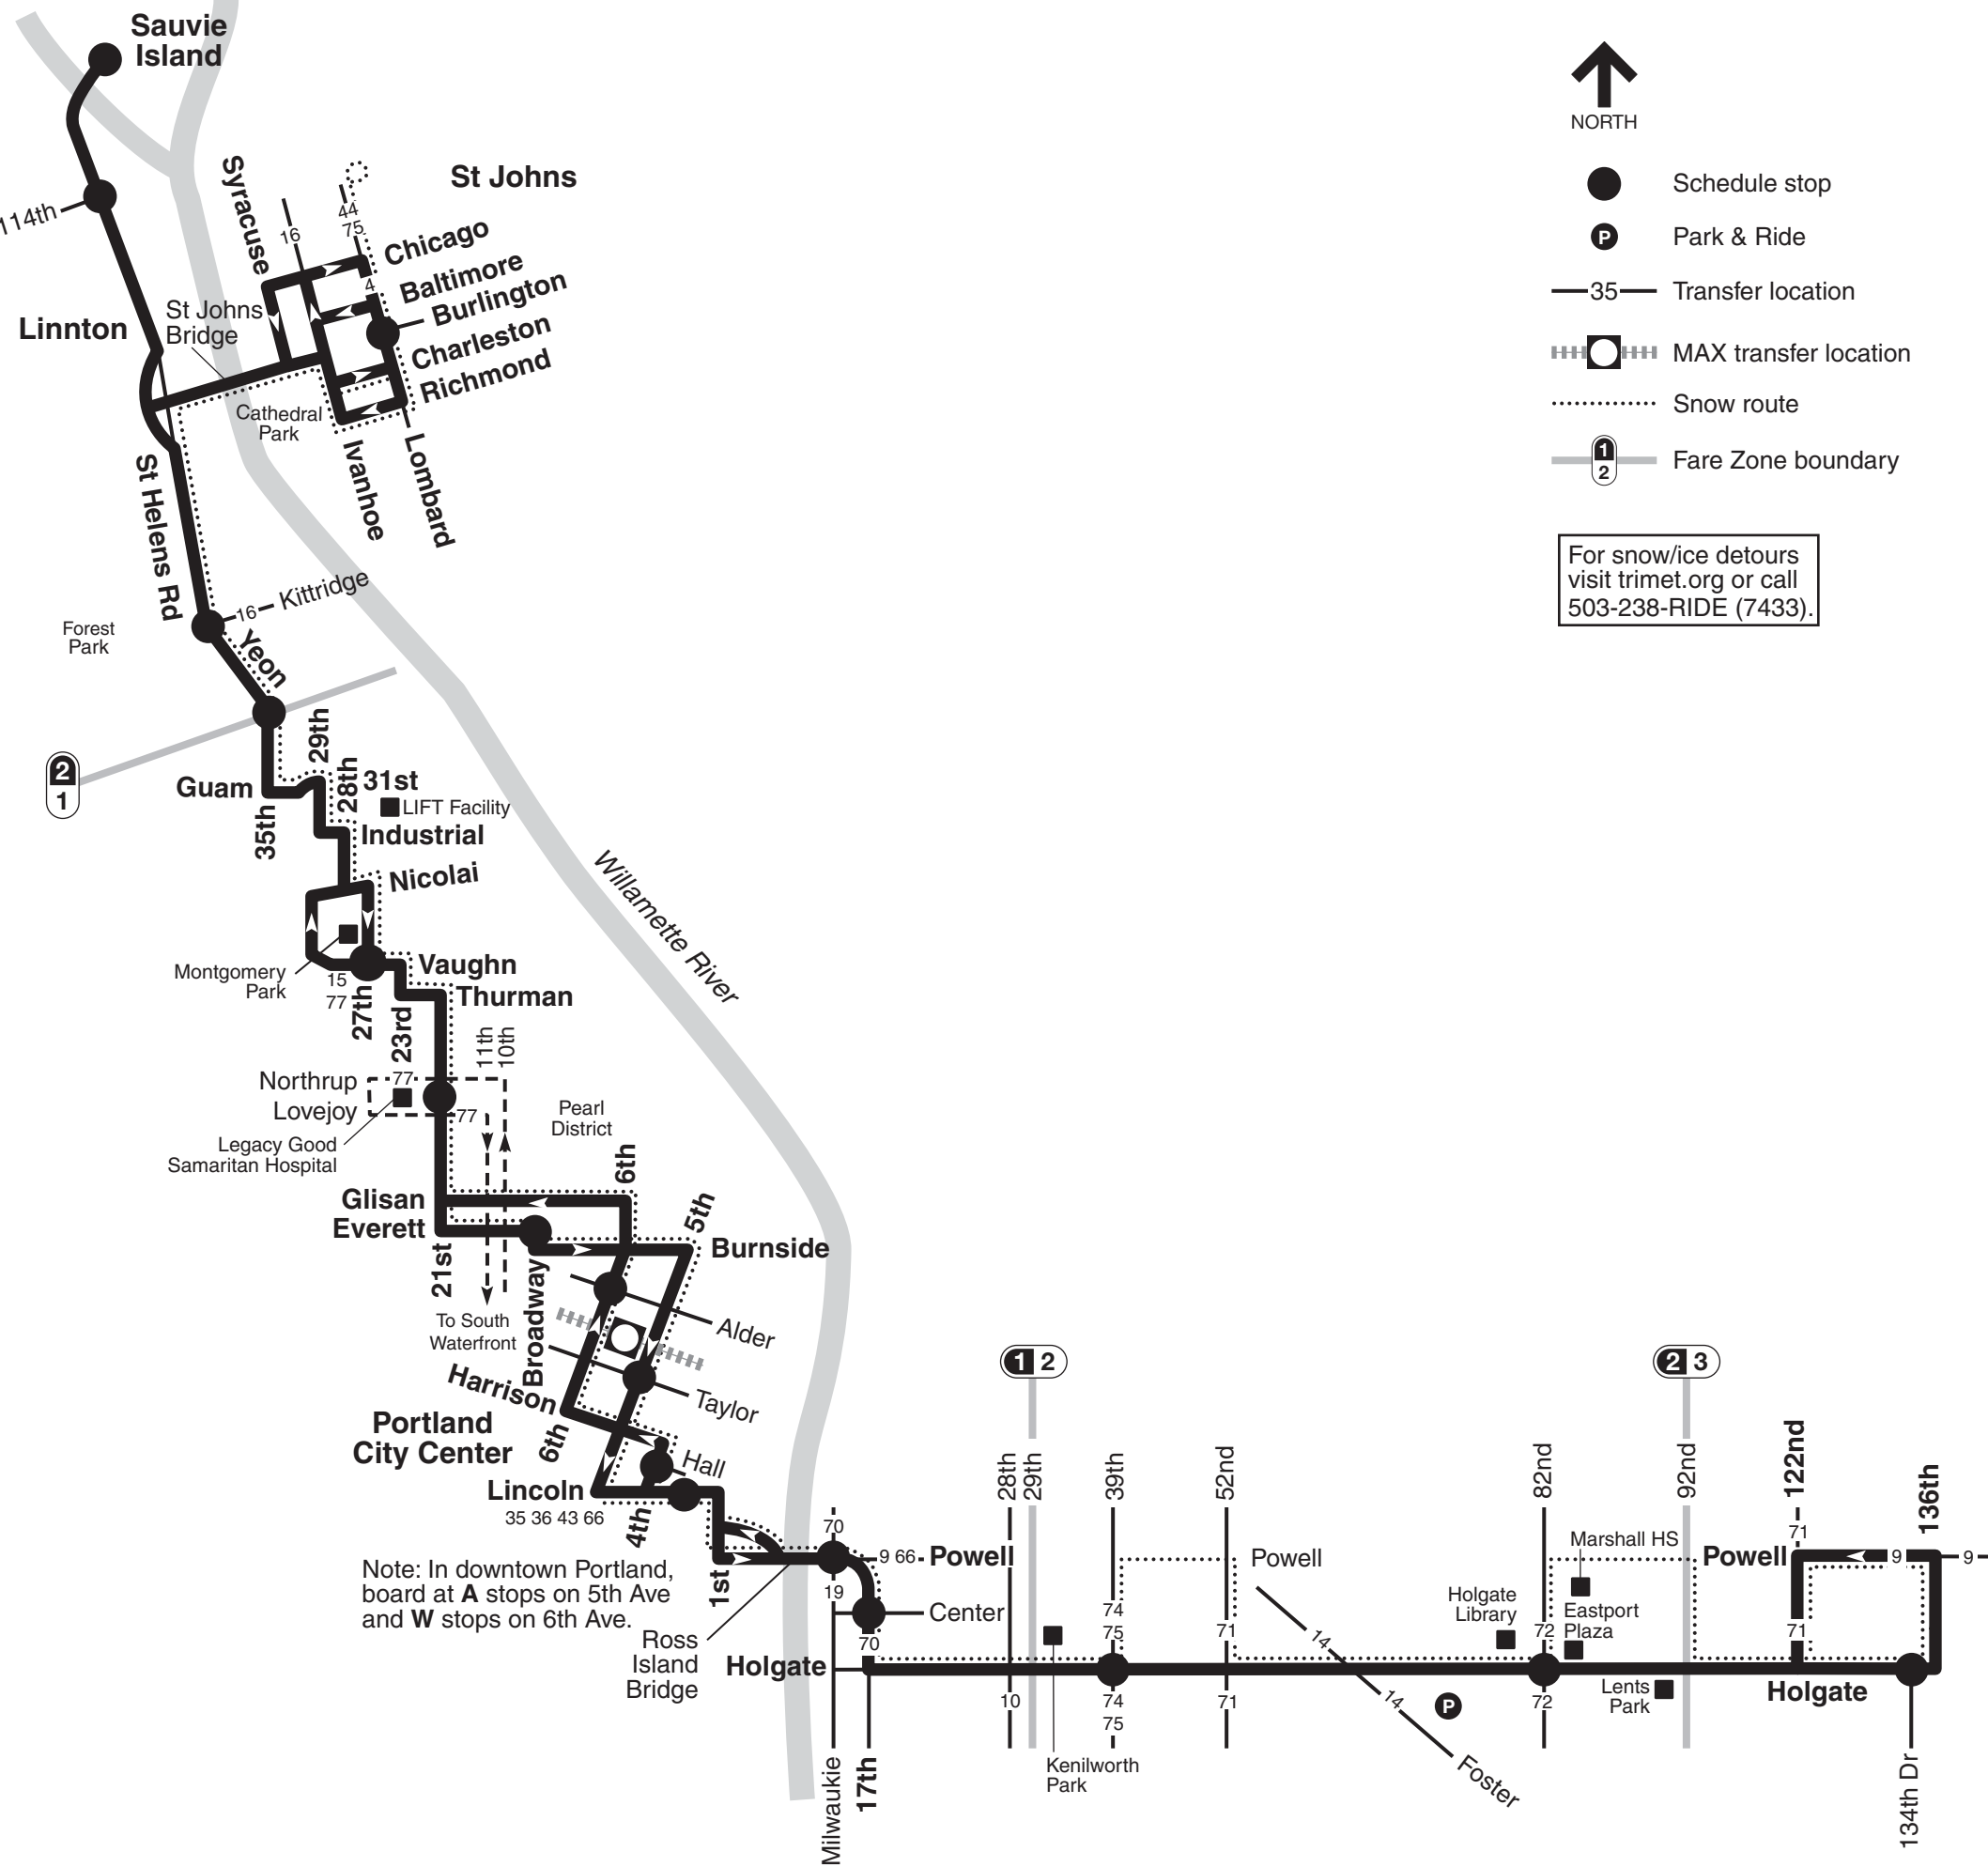 Sauvie
Island
NORTH
Schedule stop
P
Park & Ride
35
Transfer location
MAX transfer location
Snow route
1
2
Fare Zone boundary
For snow/ice detours
visit trimet.org or call
503-238-RIDE (7433).
114th
Syracuse
St Johns
16
44
75
Chicago
4
Baltimore
Burlington
Charleston
Richmond
Linnton
St Johns
Bridge
Cathedral
Park
Ivanhoe
Lombard
St Helens Rd
16
Kittridge
Forest
Park
Yeon
2
1
29th
Guam
28th
31st
LIFT Facility
35th
Industrial
Nicolai
Willamette River
Montgomery
Park
15
77
27th
Vaughn
Thurman
23rd
11th
10th
Northrup
77
Lovejoy
77
Legacy Good
Samaritan Hospital
Pearl
District
6th
5th
Glisan
Everett
Burnside
21st
Broadway
To South
Waterfront
Alder
Harrison
Taylor
Portland
City Center
6th
Hall
Lincoln
35 36 43 66
4th
Note: In downtown Portland,
board at A stops on 5th Ave
and W stops on 6th Ave.
1st
Ross
Island
Bridge
70
9 66
Powell
19
Center
70
Holgate
Milwaukie
17th
1 2
28th
29th
39th
52nd
10
Kenilworth
Park
74
75
74
75
71
71
Powell
14
14
Foster
P
82nd
2 3
92nd
122nd
136th
Marshall HS
Holgate
Library
72
Eastport
Plaza
72
Lents
Park
71
Powell
9
9
71
Holgate
134th Dr